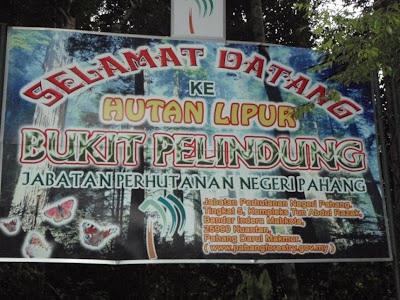 SELAMAT DATANG
KE
HUTAN LIPUR
BUKIT PELINDUNG
JABATAN PERHUTANAN NEGERI PAHANG
Jabatan Perhutanan Negeri Pahang,
Tingkat 5, Kompleks Tun Abdul Razak,
Bandar Indera Mahkota,
25990 Kuantan,
Pahang Darul Makmur.
( www.pahangforestry.gov.my )